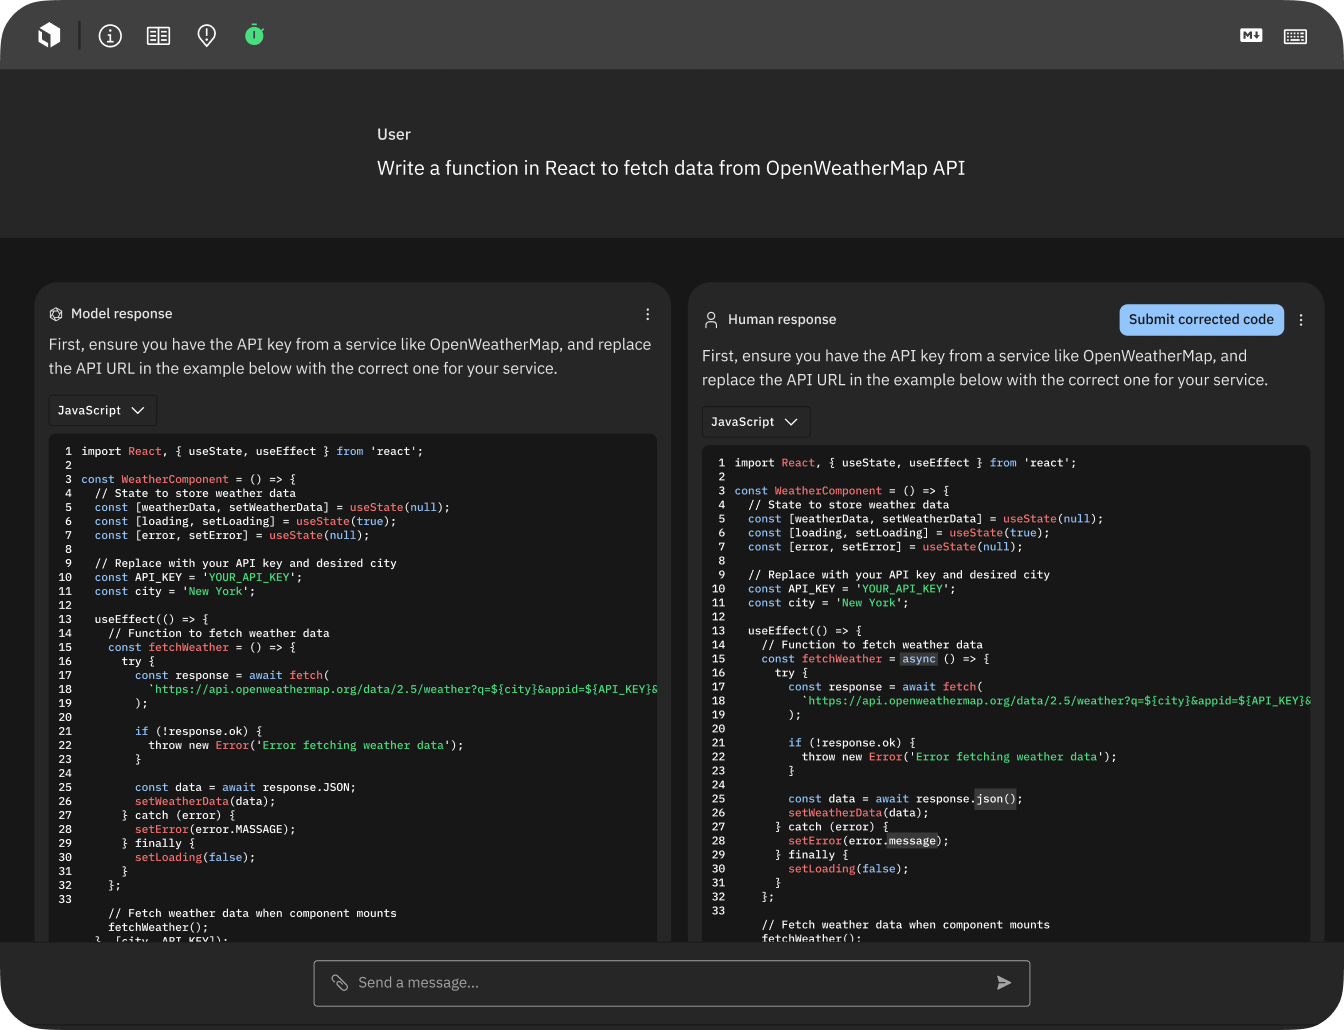 M↓
User
Write a function in React to fetch data from OpenWeatherMap API
Model response
First, ensure you have the API key from a service like OpenWeatherMap, and replace
the API URL in the example below with the correct one for your service.
JavaScript
1 import React, { useState, useEffect } from 'react';
2
3 const WeatherComponent = () => {
4 // State to store weather data
5 const [weatherData, setWeatherData] = useState(null);
6 const [loading, setLoading] = useState(true);
7 const [error, setError] = useState(null);
8
9 // Replace with your API key and desired city
10 const API_KEY = 'YOUR_API_KEY';
11 const city = 'New York';
12
13 useEffect(() => {
14 // Function to fetch weather data
15 const fetchWeather = () => {
16 try {
17 const response = await fetch(
18 `https://api.openweathermap.org/data/2.5/weather?q=${city}&appid=${API_KEY}&
19 );
20
21 if (!response.ok) {
22 throw new Error('Error fetching weather data');
23 }
24
25 const data = await response.JSON;
26 setWeatherData(data);
27 } catch (error) {
28 setError(error.MASSAGE);
29 } finally {
30 setLoading(false);
31 }
32 };
33
// Fetch weather data when component mounts
fetchWeather();
}, [city, API_KEY]);
Human response
Submit corrected code
First, ensure you have the API key from a service like OpenWeatherMap, and
replace the API URL in the example below with the correct one for your service.
JavaScript
1 import React, { useState, useEffect } from 'react';
2
3 const WeatherComponent = () => {
4 // State to store weather data
5 const [weatherData, setWeatherData] = useState(null);
6 const [loading, setLoading] = useState(true);
7 const [error, setError] = useState(null);
8
9 // Replace with your API key and desired city
10 const API_KEY = 'YOUR_API_KEY';
11 const city = 'New York';
12
13 useEffect(() => {
14 // Function to fetch weather data
15 const fetchWeather = async () => {
16 try {
17 const response = await fetch(
18 `https://api.openweathermap.org/data/2.5/weather?q=${city}&appid=${API_KEY}&
19 );
20
21 if (!response.ok) {
22 throw new Error('Error fetching weather data');
23 }
24
25 const data = await response.json();
26 setWeatherData(data);
27 } catch (error) {
28 setError(error.message);
29 } finally {
30 setLoading(false);
31 }
32 };
33
// Fetch weather data when component mounts
fetchWeather();
Send a message...